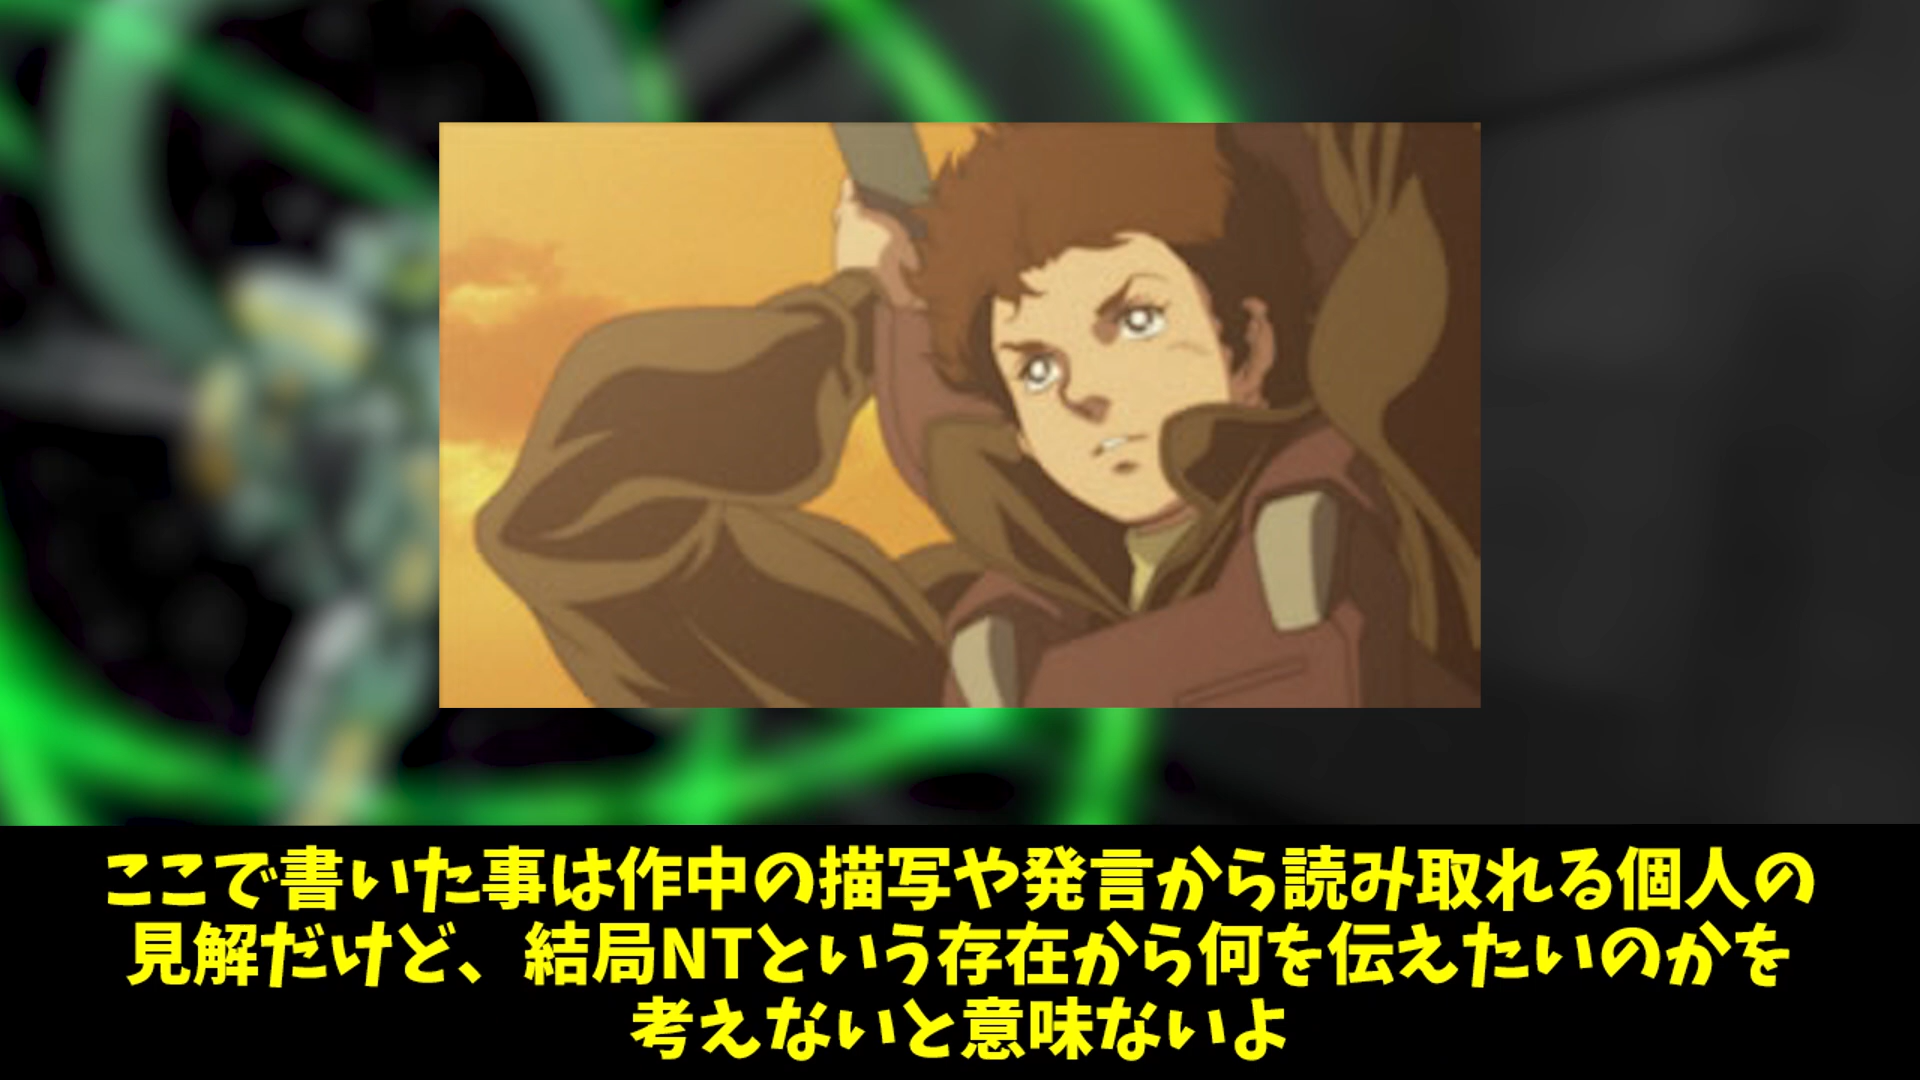 ここで書いた事は作中の描写や発言から読み取れる個人の
見解だけど、結局NTという存在から何を伝えたいのかを
考えないと意味ないよ